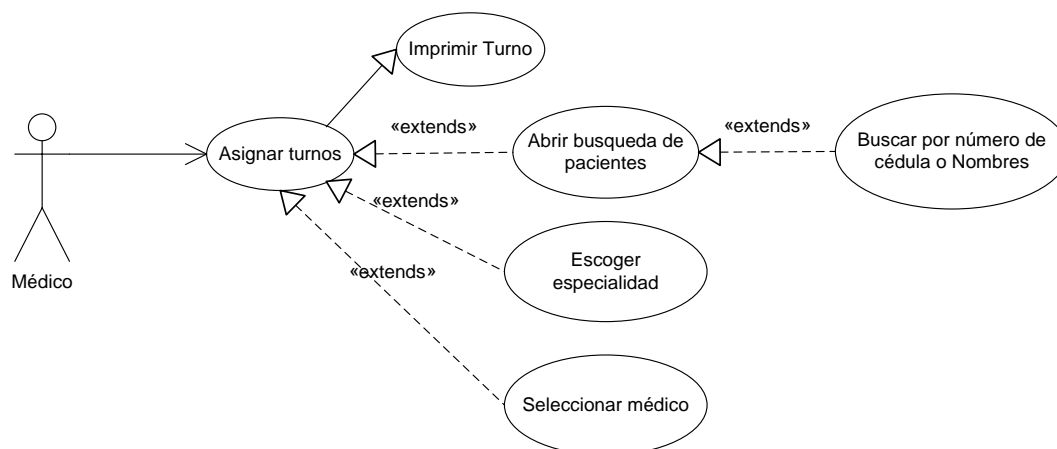 Imprimir Turno
«extends»
«extends»
Asignar turnos
Abrir busqueda de
pacientes
Buscar por número de
cédula o Nombres
«extends»
Escoger
especialidad
«extends»
Médico
Seleccionar médico